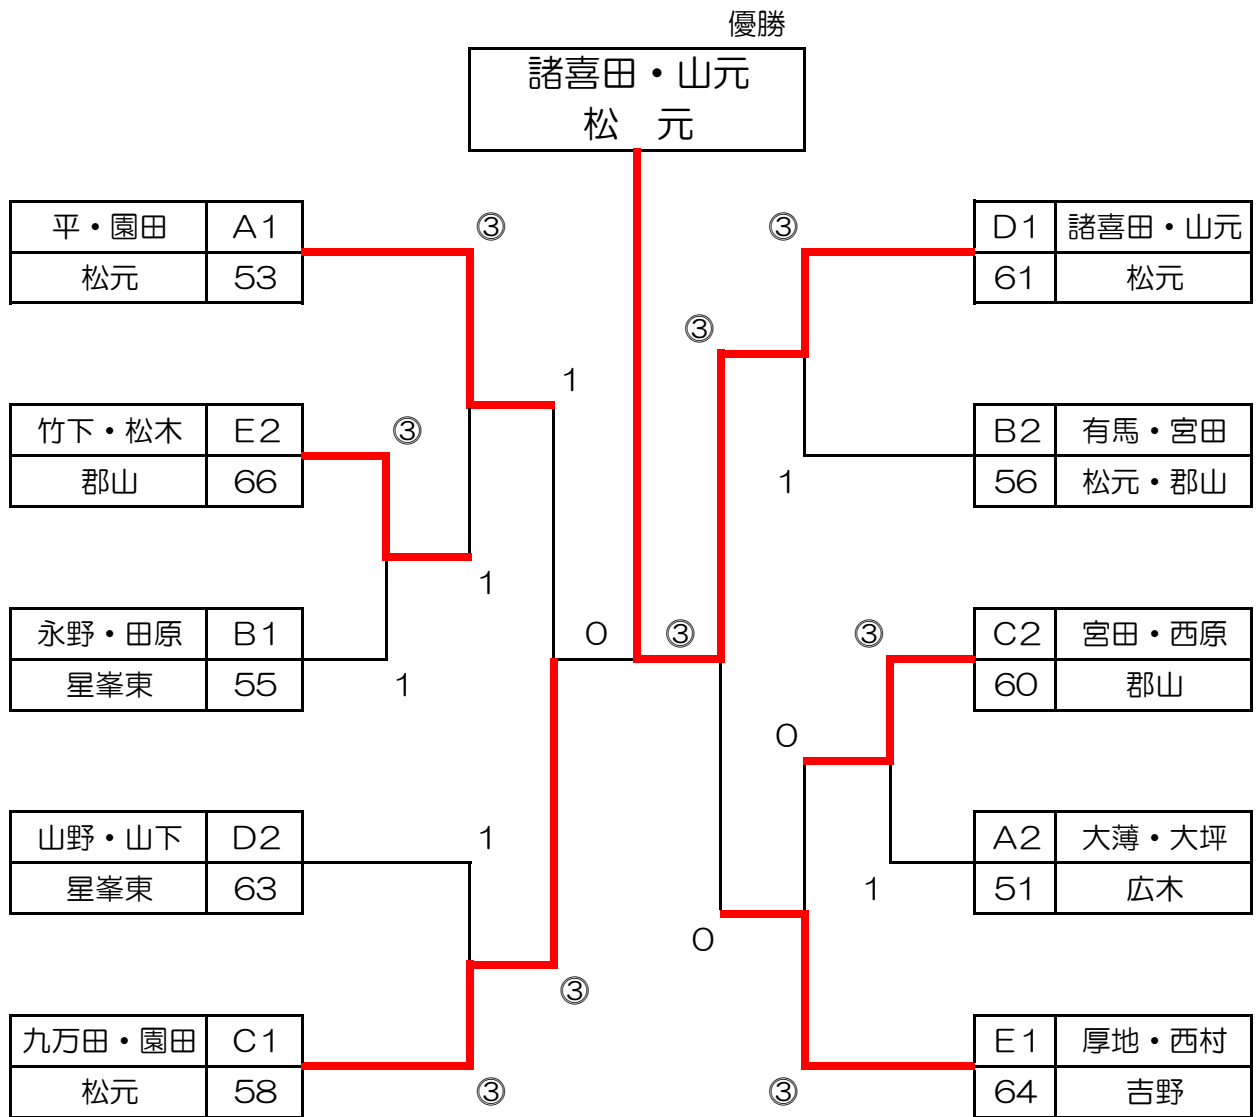 優勝
諸喜田・山元
松　元
平・園田 A1 ③ ③ D1 諸喜田・山元
松元 53 61 松元
③
1
竹下・松木 E2 ③ B2 有馬・宮田
郡山 66 1 56 松元・郡山
1
永野・田原 B1 0 ③ ③ C2 宮田・西原
星峯東 55 1 60 郡山
0
山野・山下 D2 1 A2 大薄・大坪
星峯東 63 1 51 広木
0
③
九万田・園田 C1 E1 厚地・西村
松元 58 ③ ③ 64 吉野